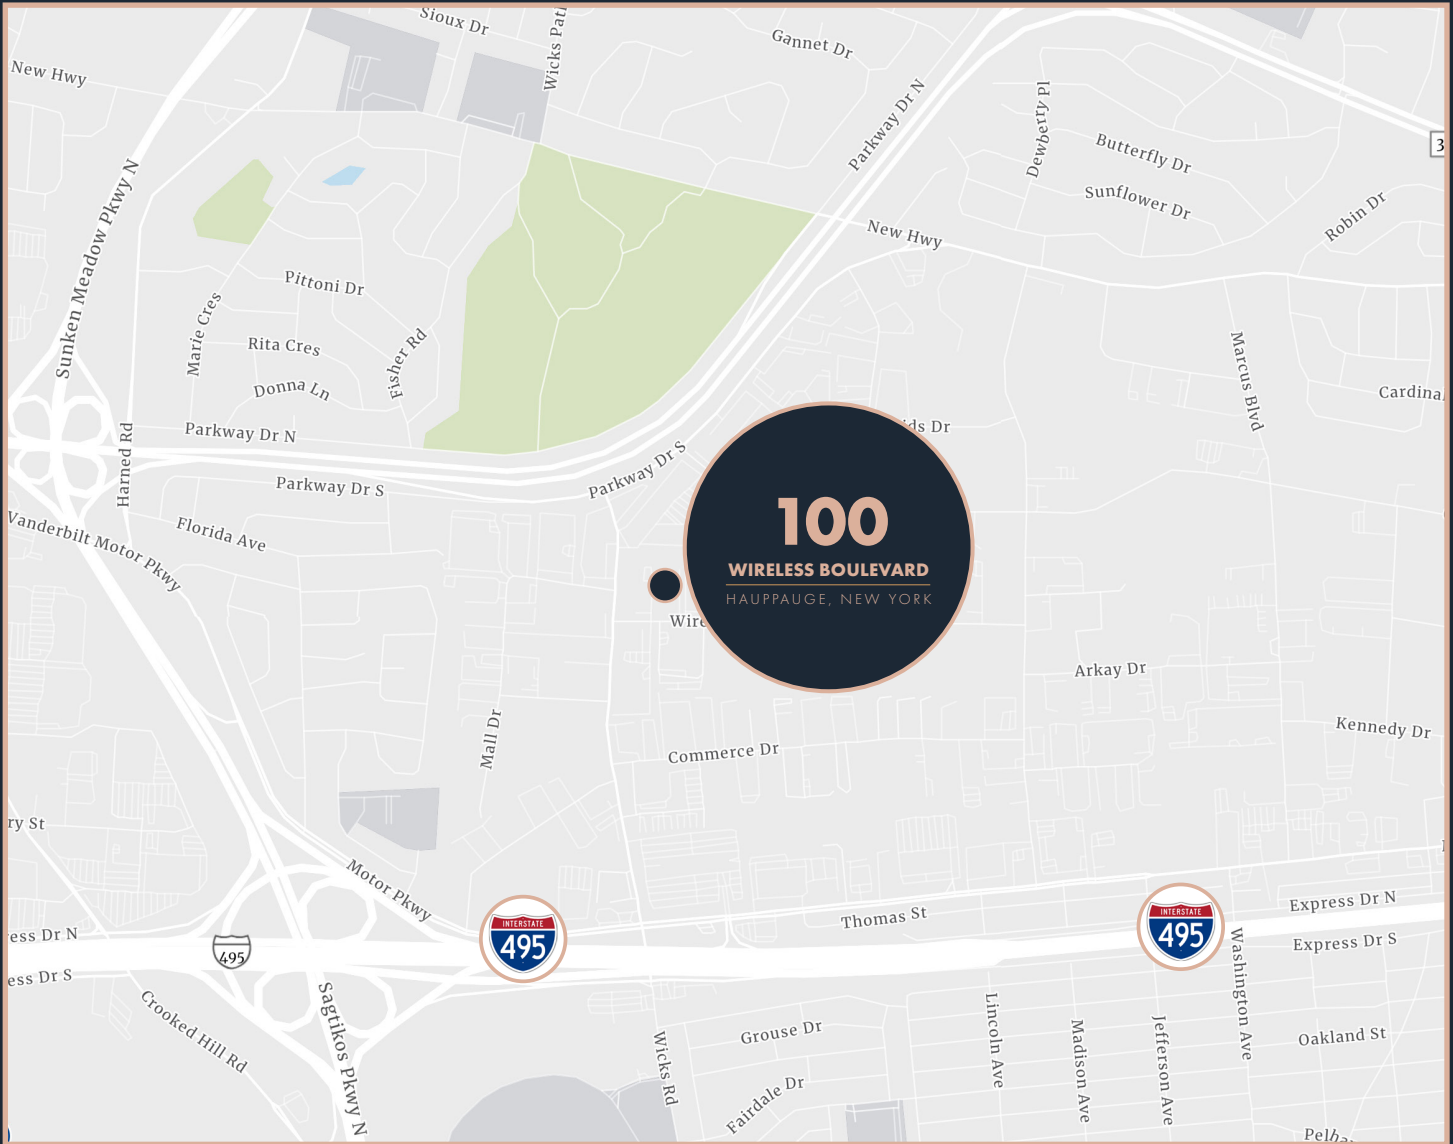 Sioux Dr
Gannet Dr
New Hwy
Parkway Dr N
Dewberry Pl
Butterfly Dr
3
Sunken Meadow Pkwy N
Sunflower Dr
Robin Dr
New Hwy
Pittoni Dr
Marie Cres
Rita Cres
Fisher Rd
Donna Ln
Marcus Blvd
Cardina
Parkway Dr N
ds Dr
Harned Rd
Parkway Dr S
Parkway Dr S
Vanderbilt Motor Pkwy
Florida Ave
100
WIRELESS BOULEVARD
HAUPPAUGE, NEW YORK
Wire
Arkay Dr
Mall Dr
Commerce Dr
Kennedy Dr
ry St
Motor Pkwy
Thomas St
Express Dr N
ess Dr N
495
INTERSTATE
495
INTERSTATE
495
Express Dr S
ess Dr S
Crooked Hill Rd
Sagtikos Pkwy N
Wicks Rd
Grouse Dr
Fairdale Dr
Lincoln Ave
Madison Ave
Jefferson Ave
Washington Ave
Oakland St